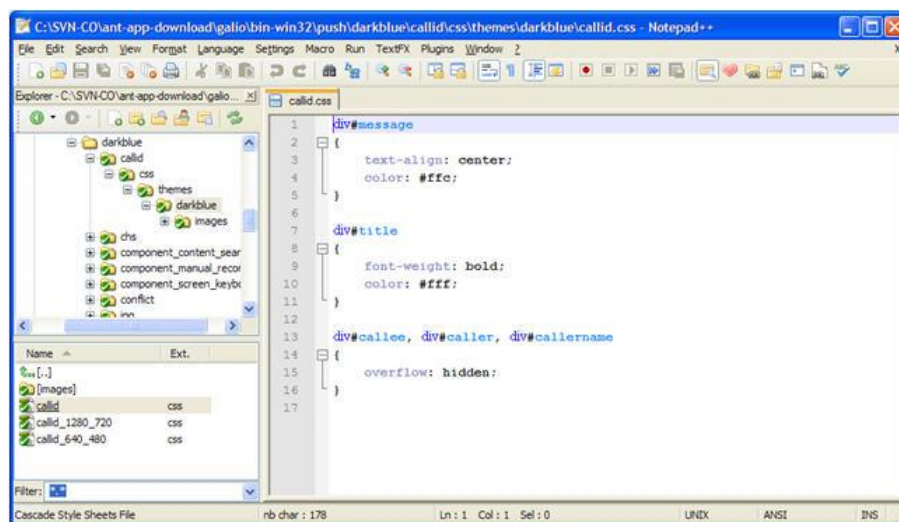 C:\SVN-CO\ant-app-download\galio\bin-win32\push\darkblue\callid\css\themes\darkblue\callid.css - Notepad++
File Edit Search View Format Language Settings Macro Run TextFX Plugins Window ? X
Explorer - C:\SVN-CO\ant-app-download\galio...
callid.css
darkblue
callid
css
themes
darkblue
images
chs
component_content_sear
component_manual_recor
component_screen_keybo
conflict
Name Ext.
[..]
[images]
callid css
callid_1280_720 css
callid_640_480 css
Filter:
1 div#message
2 {
3 text-align: center;
4 color: #ffc;
5 }
6
7 div#title
8 {
9 font-weight: bold;
10 color: #fff;
11 }
12
13 div#callee, div#caller, div#callername
14 {
15 overflow: hidden;
16 }
17
Cascade Style Sheets File nb char : 178 Ln : 1 Col : 1 Sel : 0 UNIX ANSI INS